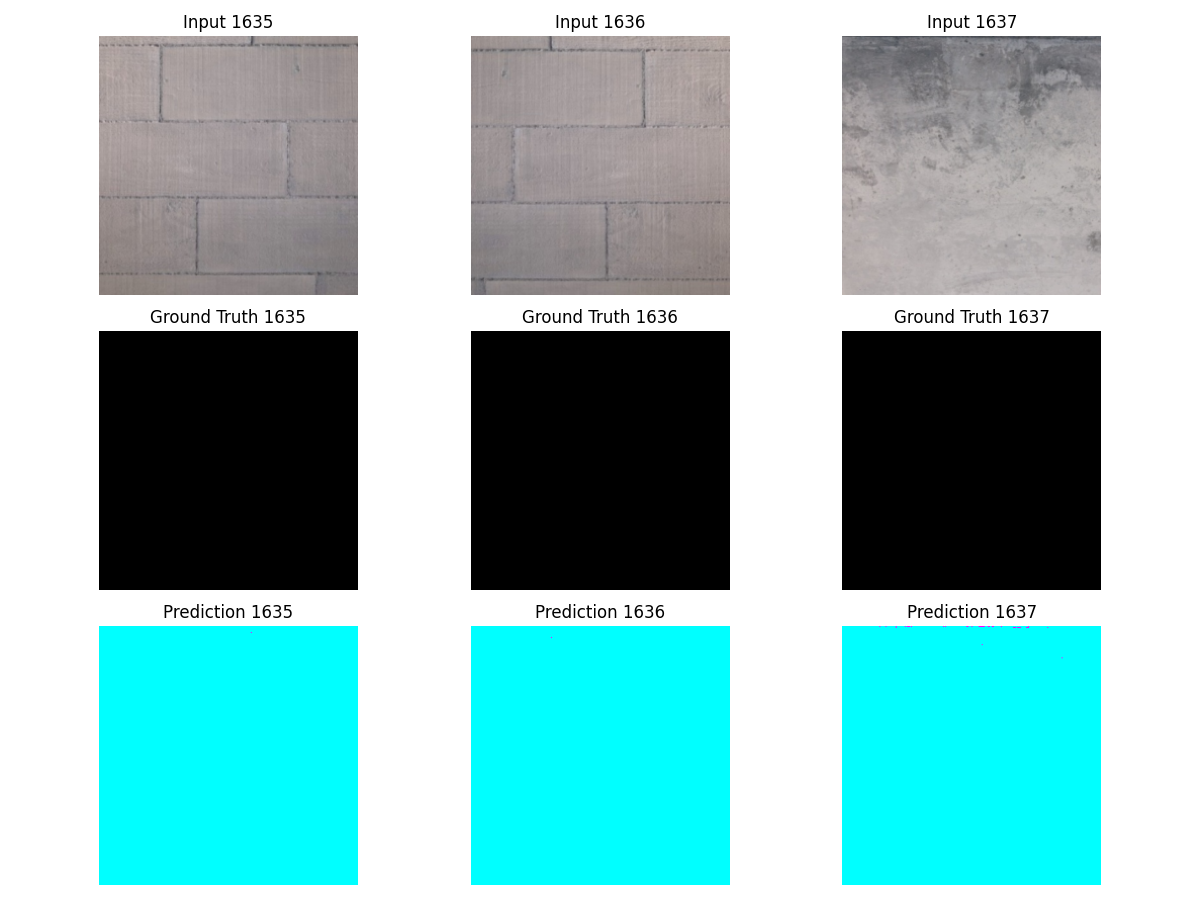 Input 1635
Input 1636
Input 1637
Ground Truth 1635
Ground Truth 1636
Ground Truth 1637
Prediction 1635
Prediction 1636
Prediction 1637